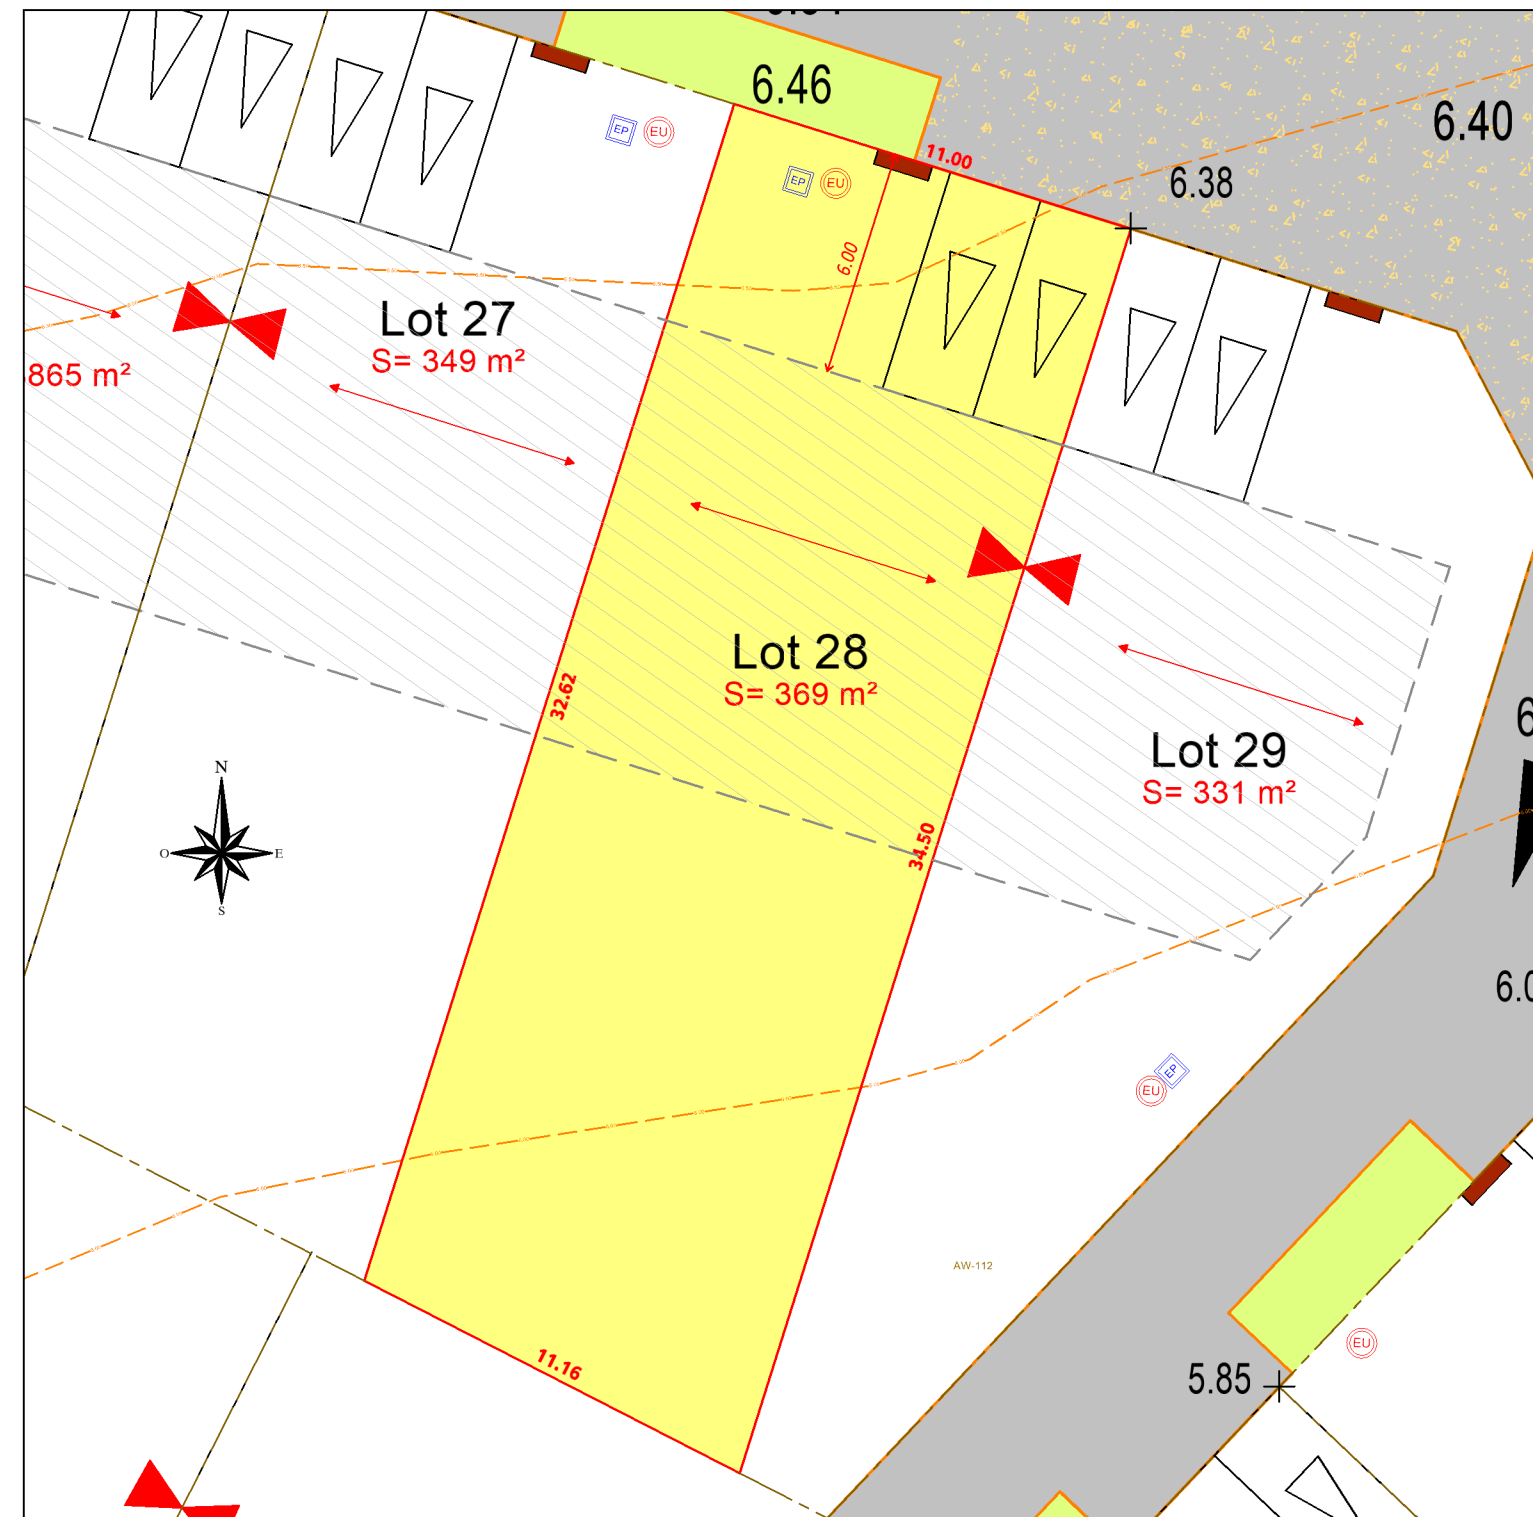 6.46
6.40
6.38
11.00
EP
EU
EP
EU
6.00
Lot 27
S= 349 m²
865 m²
Lot 28
S= 369 m²
32.62
34.50
Lot 29
S= 331 m²
N
O
E
S
EP
EU
AW-112
11.16
EU
5.85